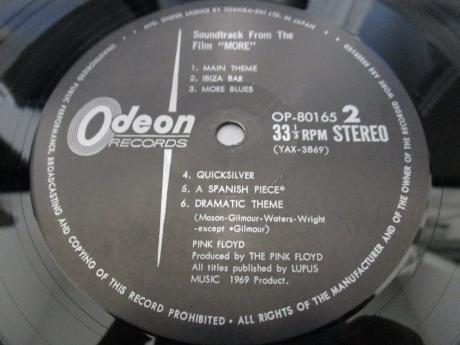 MFD. UNDER LICENCE BY TOSHIBA-EMI LTD. IN JAPAN
Soundtrack From The
Film "MORE"
1. MAIN THEME
2. IBIZA BAR
3. MORE BLUES
Odeon
RECORDS
OP-80165 2
33⅓ RPM STEREO
(YAX-3869)
4. QUICKSILVER
5. A SPANISH PIECE*
6. DRAMATIC THEME
(Mason-Gilmour-Waters-Wright
-except *Gilmour)
PINK FLOYD
Produced by THE PINK FLOYD
All titles published by LUPUS
MUSIC 1969 Product.
UNAUTHORISED PUBLIC PERFORMANCE, BROADCASTING AND COPYING OF THIS RECORD PROHIBITED • ALL RIGHTS OF THE MANUFACTURER AND OF THE OWNER OF THE RECORDED WORK ARE RESERVED